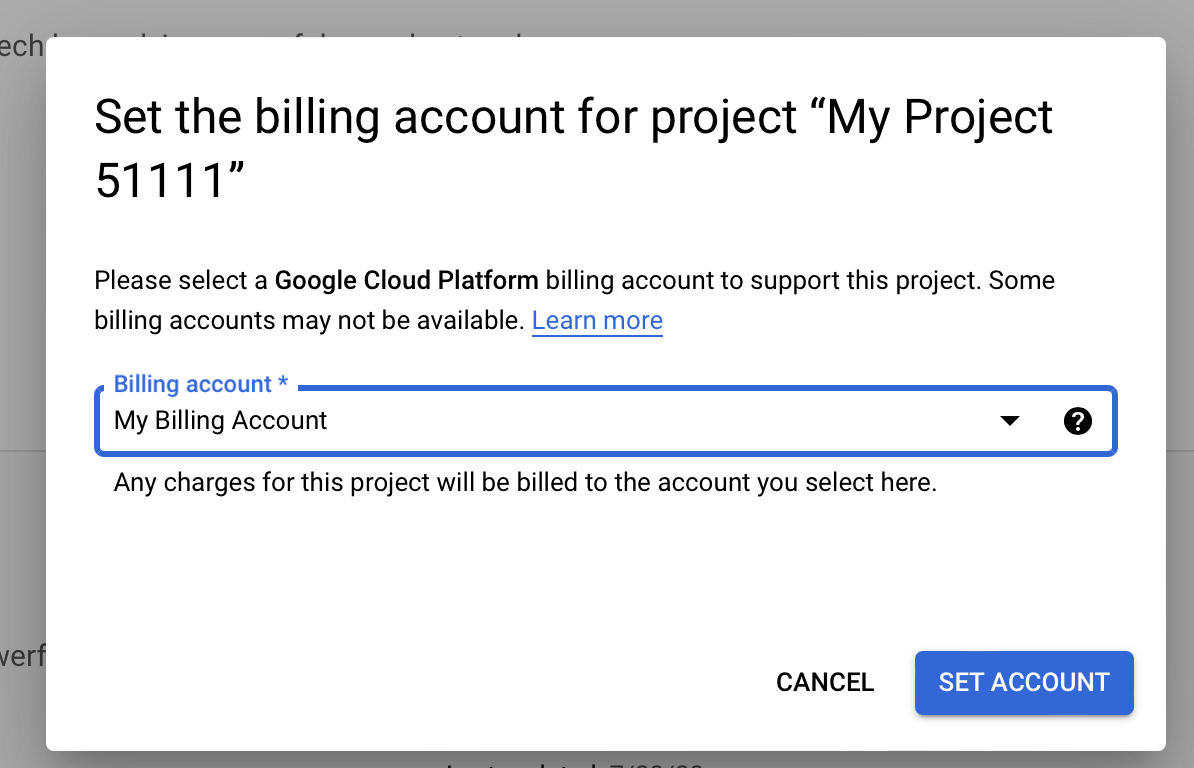 Set the billing account for project “My Project
51111”
Please select a Google Cloud Platform billing account to support this project. Some
billing accounts may not be available. Learn more
Billing account *
My Billing Account
Any charges for this project will be billed to the account you select here.
CANCEL
SET ACCOUNT